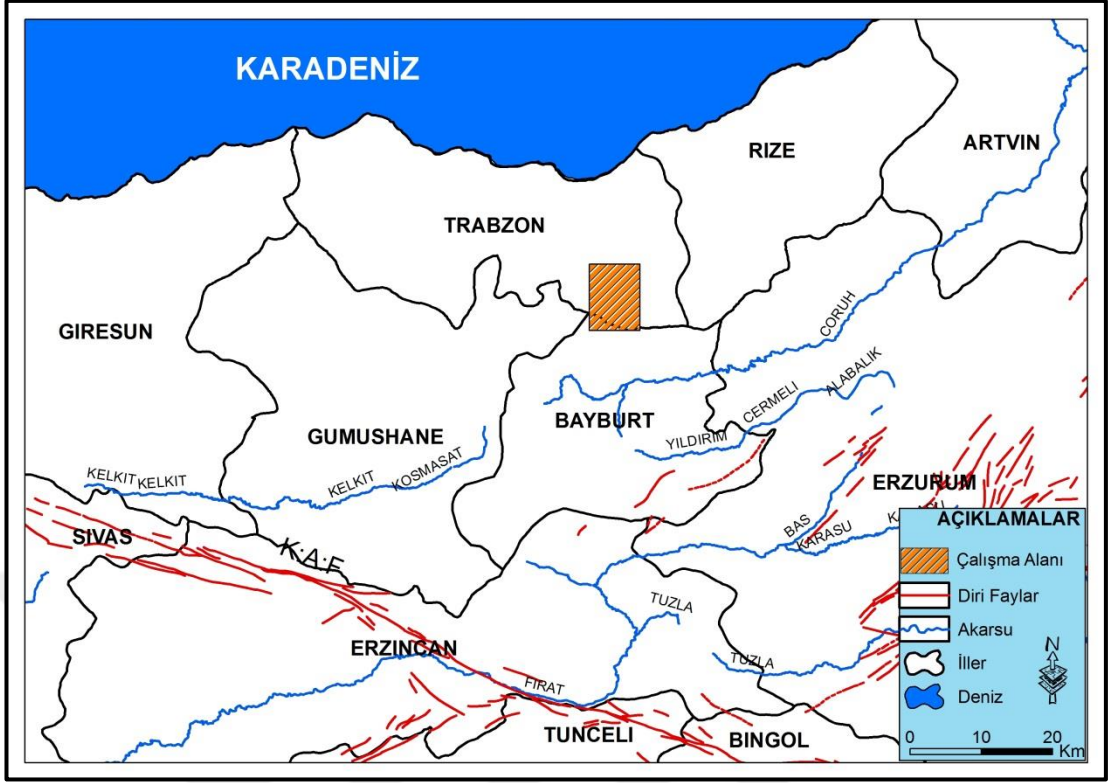 KARADENİZ
RIZE
ARTVIN
TRABZON
GIRESUN
CORUH
ALABALIK
CERMELI
BAYBURT
YILDIRIM
GUMUSHANE
KELKIT
KELKIT
KELKIT
KOSMASAT
ERZURUM
SIVAS
K.A.F
BAS
KARASU
TUZLA
ERZINCAN
TUZLA
FIRAT
TUNCELI
BINGOL
AÇIKLAMALAR
Çalışma Alanı
Diri Faylar
Akarsu
İller
Deniz
N
0 10 20
Km